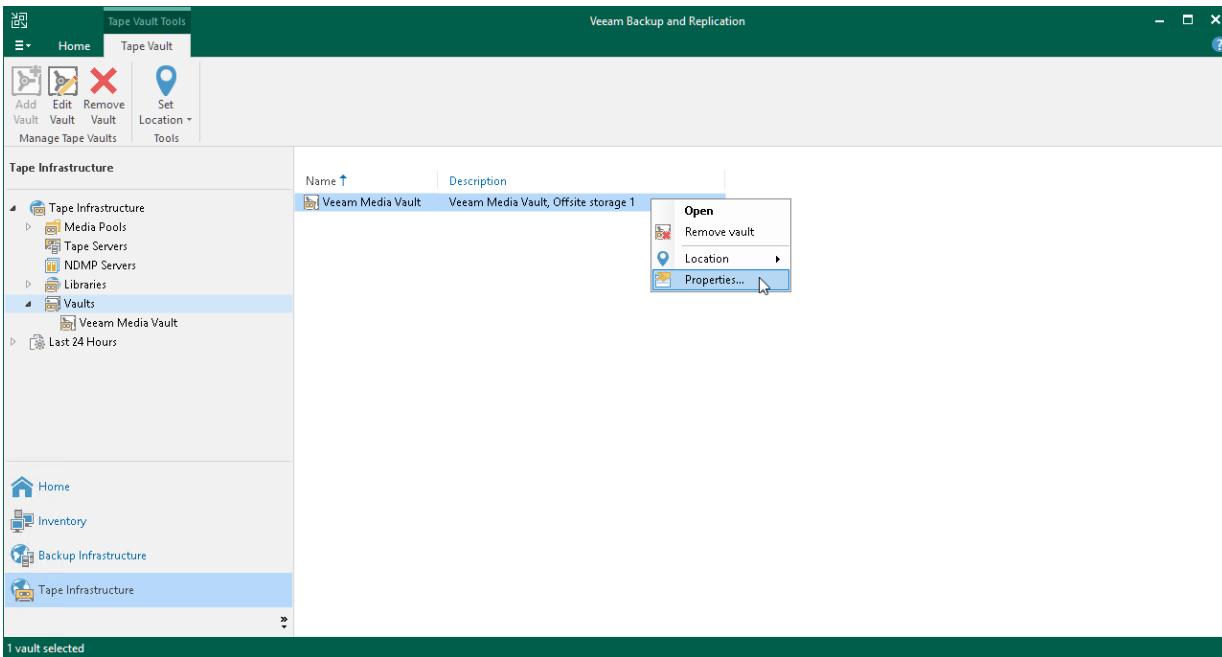 Tape Vault Tools
Veeam Backup and Replication
Home
Tape Vault
?
Add Vault
Edit Vault
Remove Vault
Set Location
Manage Tape Vaults
Tools
Tape Infrastructure
Tape Infrastructure
Media Pools
Tape Servers
NDMP Servers
Libraries
Vaults
Veeam Media Vault
Last 24 Hours
Home
Inventory
Backup Infrastructure
Tape Infrastructure
Name
Description
Veeam Media Vault
Veeam Media Vault, Offsite storage 1
Open
Remove vault
Location
Properties...
1 vault selected